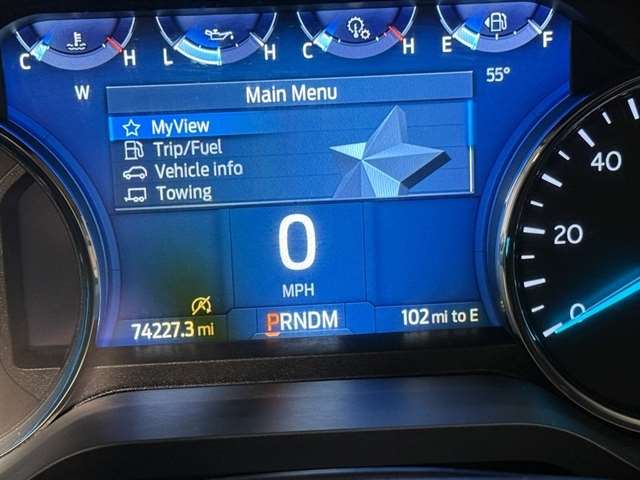 C H L H C H E F
W 55°
Main Menu
MyView
Trip/Fuel
Vehicle info
Towing
0
MPH
74227.3 mi PRNDM 102 mi to E
40
20
0